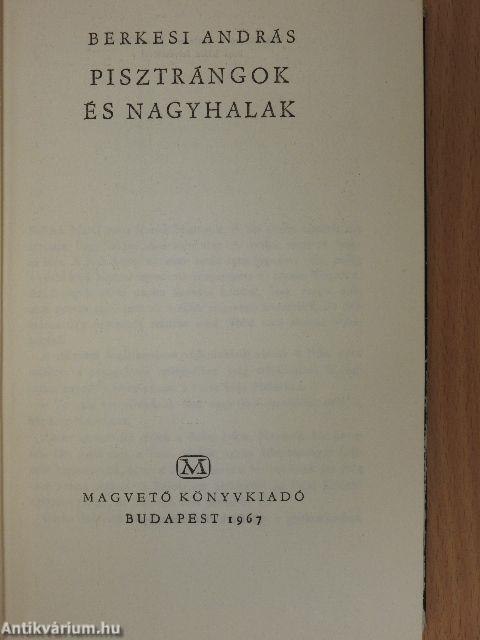 BERKESI ANDRÁS
PISZTRÁNGOK
ÉS NAGYHALAK
M
MAGVETŐ KÖNYVKIADÓ
BUDAPEST 1967
Antikvárium.hu